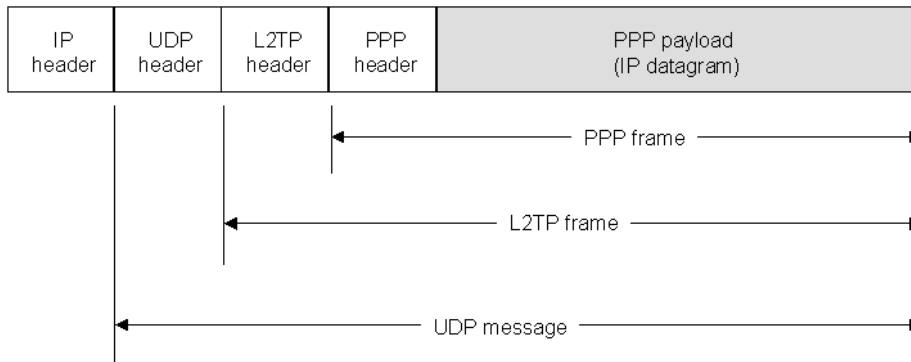 IP
header
UDP
header
L2TP
header
PPP
header
PPP payload
(IP datagram)
PPP frame
L2TP frame
UDP message